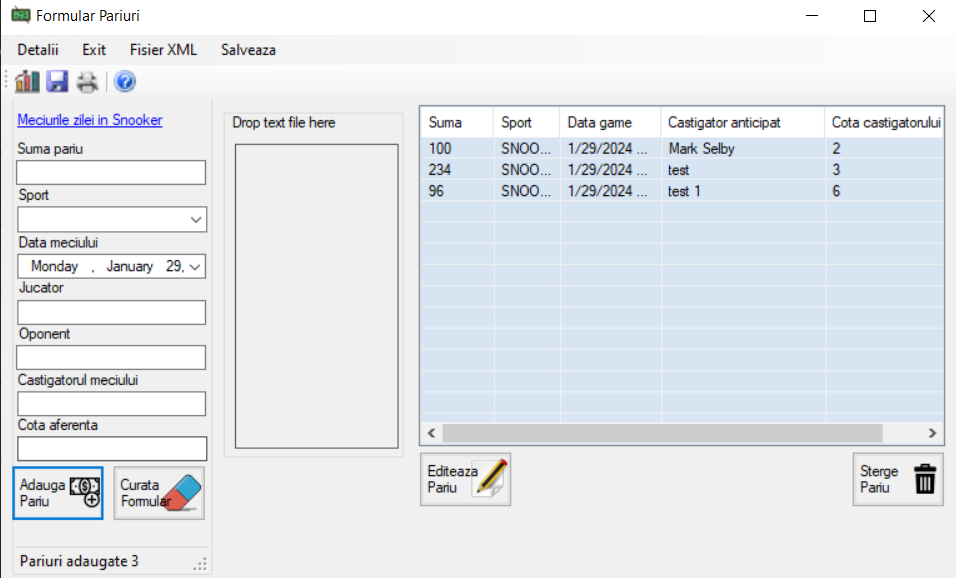 Formular Pariuri
Detalii Exit Fisier XML Salveaza
Meciurile zilei in Snooker
Suma pariu
Sport
Data meciului
Monday , January 29,
Jucator
Oponent
Castigatorul meciului
Cota aferenta
Adauga
Pariu
Curata
Formular
Pariuri adaugate 3
Drop text file here
Suma Sport Data game Castigator anticipat Cota castigatorului
100 SNOO... 1/29/2024 ... Mark Selby 2
234 SNOO... 1/29/2024 ... test 3
96 SNOO... 1/29/2024 ... test 1 6
Editeaza
Pariu
Sterge
Pariu